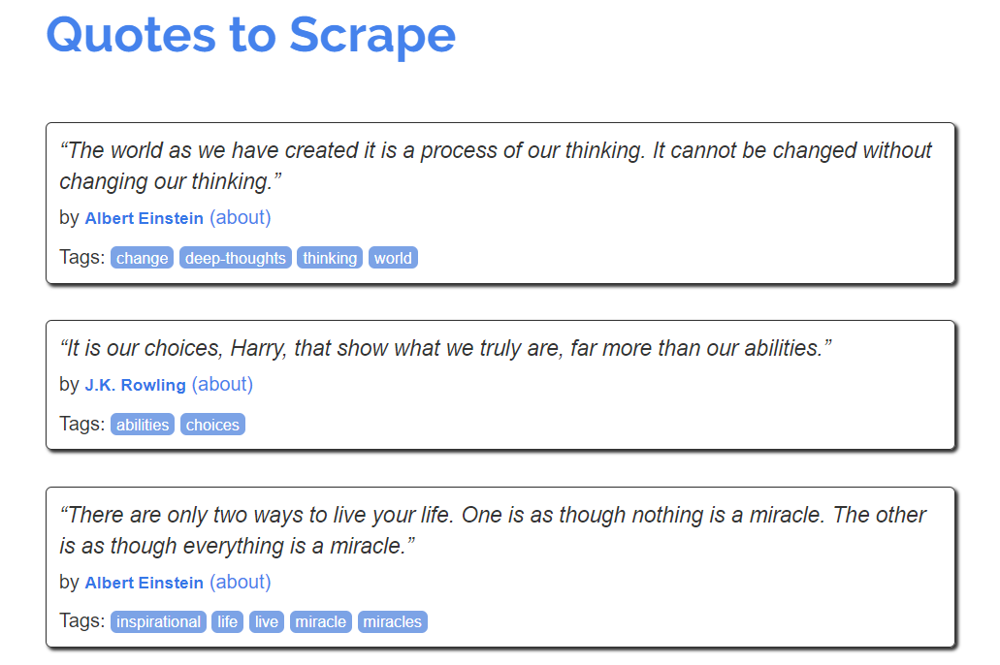 Quotes to Scrape
“The world as we have created it is a process of our thinking. It cannot be changed without
changing our thinking.”
by Albert Einstein (about)
Tags: change deep-thoughts thinking world
“It is our choices, Harry, that show what we truly are, far more than our abilities.”
by J.K. Rowling (about)
Tags: abilities choices
“There are only two ways to live your life. One is as though nothing is a miracle. The other
is as though everything is a miracle.”
by Albert Einstein (about)
Tags: inspirational life live miracle miracles